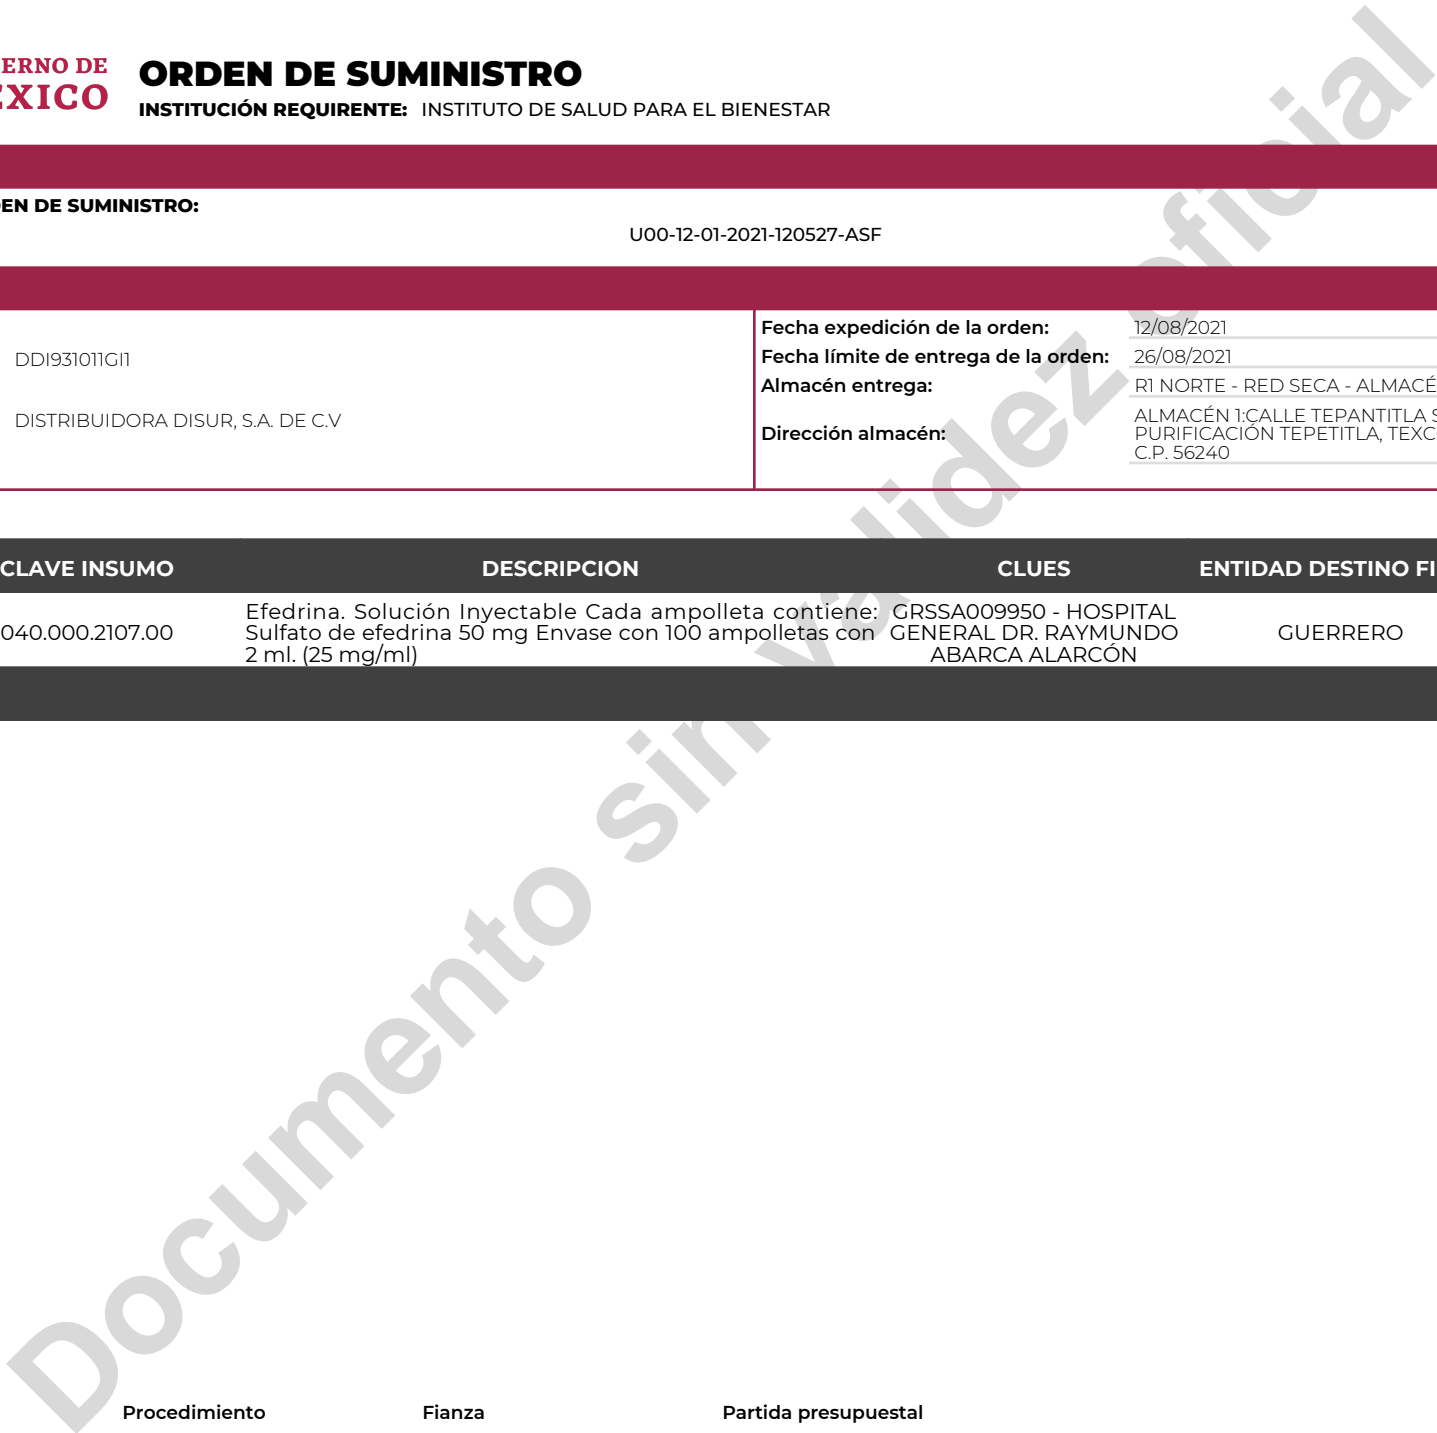 ERNO DE
EXICO
ORDEN DE SUMINISTRO
INSTITUCIÓN REQUIRENTE: INSTITUTO DE SALUD PARA EL BIENESTAR
EN DE SUMINISTRO:
U00-12-01-2021-120527-ASF
DDI931011GI1
DISTRIBUIDORA DISUR, S.A. DE C.V
Fecha expedición de la orden: 12/08/2021
Fecha límite de entrega de la orden: 26/08/2021
Almacén entrega: R1 NORTE - RED SECA - ALMACÉ
Dirección almacén:
ALMACÉN 1:CALLE TEPANTITLA S
PURIFICACIÓN TEPETITLA, TEXC
C.P. 56240
CLAVE INSUMO DESCRIPCION CLUES ENTIDAD DESTINO FI
040.000.2107.00
Efedrina. Solución Inyectable Cada ampolleta contiene:
Sulfato de efedrina 50 mg Envase con 100 ampolletas con
2 ml. (25 mg/ml)
GRSSA009950 - HOSPITAL
GENERAL DR. RAYMUNDO
ABARCA ALARCÓN
GUERRERO
Documento sin validez oficial
Procedimiento Fianza Partida presupuestal